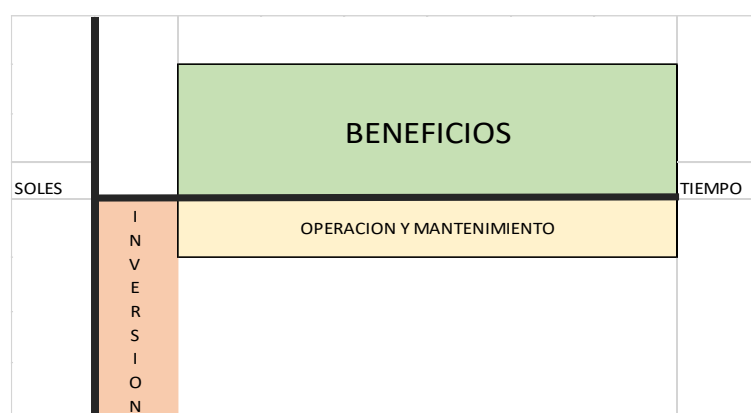 BENEFICIOS
SOLES
TIEMPO
OPERACION Y MANTENIMIENTO
I
N
V
E
R
S
I
O
N